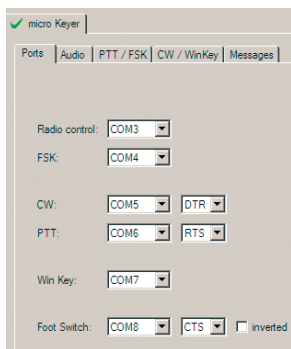 micro Keyer
Ports Audio PTT / FSK CW / WinKey Messages
Radio control: COM3
FSK: COM4
CW: COM5 DTR
PTT: COM6 RTS
Win Key: COM7
Foot Switch: COM8 CTS inverted